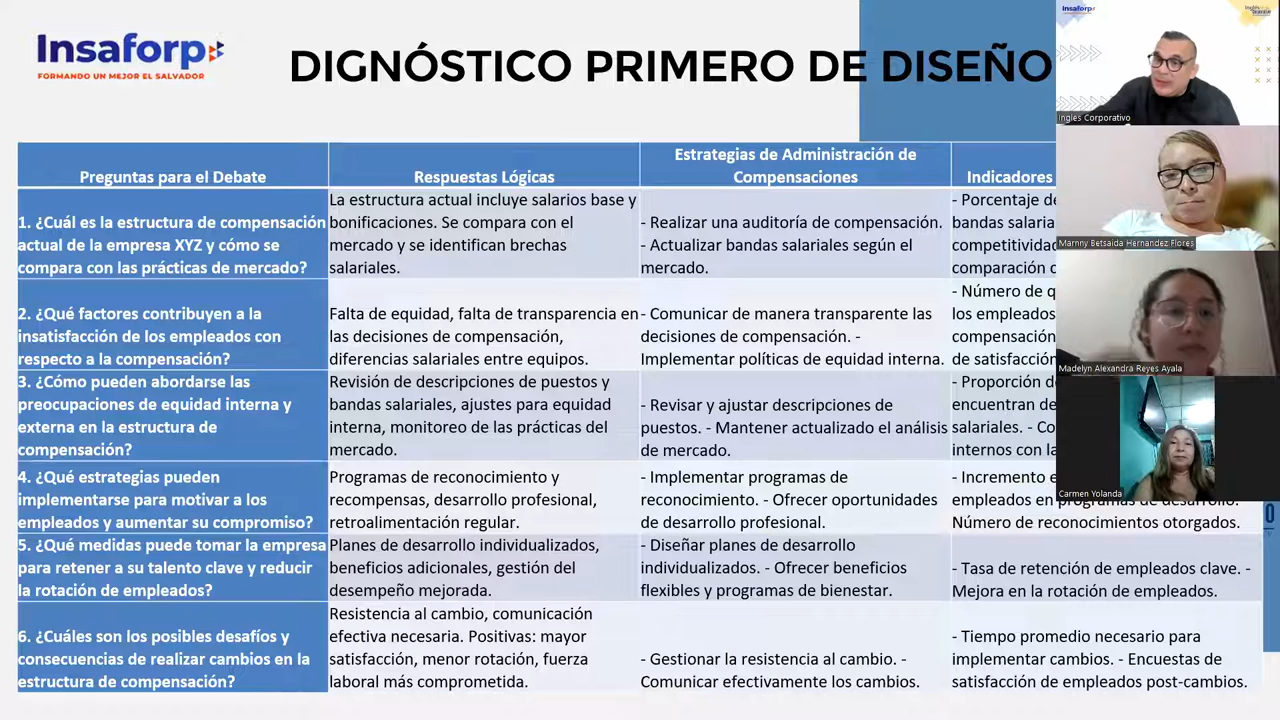 Insaforp
FORMANDO UN MEJOR EL SALVADOR
DIGNÓSTICO PRIMERO DE DISEÑO
Preguntas para el Debate
Respuestas Lógicas
Estrategias de Administración de
Compensaciones
Indicadores
1. ¿Cuál es la estructura de compensación
actual de la empresa XYZ y cómo se
compara con las prácticas de mercado?
La estructura actual incluye salarios base y
bonificaciones. Se compara con el
mercado y se identifican brechas
salariales.
- Realizar una auditoría de compensación.
- Actualizar bandas salariales según el
mercado.
- Porcentaje de
bandas salaria
competitividad
comparación
2. ¿Qué factores contribuyen a la
insatisfacción de los empleados con
respecto a la compensación?
Falta de equidad, falta de transparencia en
las decisiones de compensación,
diferencias salariales entre equipos.
- Comunicar de manera transparente las
decisiones de compensación. -
Implementar políticas de equidad interna.
- Número de q
los empleados
compensación
de satisfacción
3. ¿Cómo pueden abordarse las
preocupaciones de equidad interna y
externa en la estructura de
compensación?
Revisión de descripciones de puestos y
bandas salariales, ajustes para equidad
interna, monitoreo de las prácticas del
mercado.
- Revisar y ajustar descripciones de
puestos. - Mantener actualizado el análisis
de mercado.
- Proporción de
encuentran de
salariales. - Co
internos con la
4. ¿Qué estrategias pueden
implementarse para motivar a los
empleados y aumentar su compromiso?
Programas de reconocimiento y
recompensas, desarrollo profesional,
retroalimentación regular.
- Implementar programas de
reconocimiento. - Ofrecer oportunidades
de desarrollo profesional.
- Incremento e
empleados en programas de desarrollo.
Número de reconocimientos otorgados.
5. ¿Qué medidas puede tomar la empresa
para retener a su talento clave y reducir
la rotación de empleados?
Planes de desarrollo individualizados,
beneficios adicionales, gestión del
desempeño mejorada.
- Diseñar planes de desarrollo
individualizados. - Ofrecer beneficios
flexibles y programas de bienestar.
- Tasa de retención de empleados clave. -
Mejora en la rotación de empleados.
6. ¿Cuáles son los posibles desafíos y
consecuencias de realizar cambios en la
estructura de compensación?
Resistencia al cambio, comunicación
efectiva necesaria. Positivas: mayor
satisfacción, menor rotación, fuerza
laboral más comprometida.
- Gestionar la resistencia al cambio. -
Comunicar efectivamente los cambios.
- Tiempo promedio necesario para
implementar cambios. - Encuestas de
satisfacción de empleados post-cambios.
Insaforp
Ingles Corporativo
Marnny Betsaida Hernandez Flores
Madelyn Alexandra Reyes Ayala
Carmen Yolanda